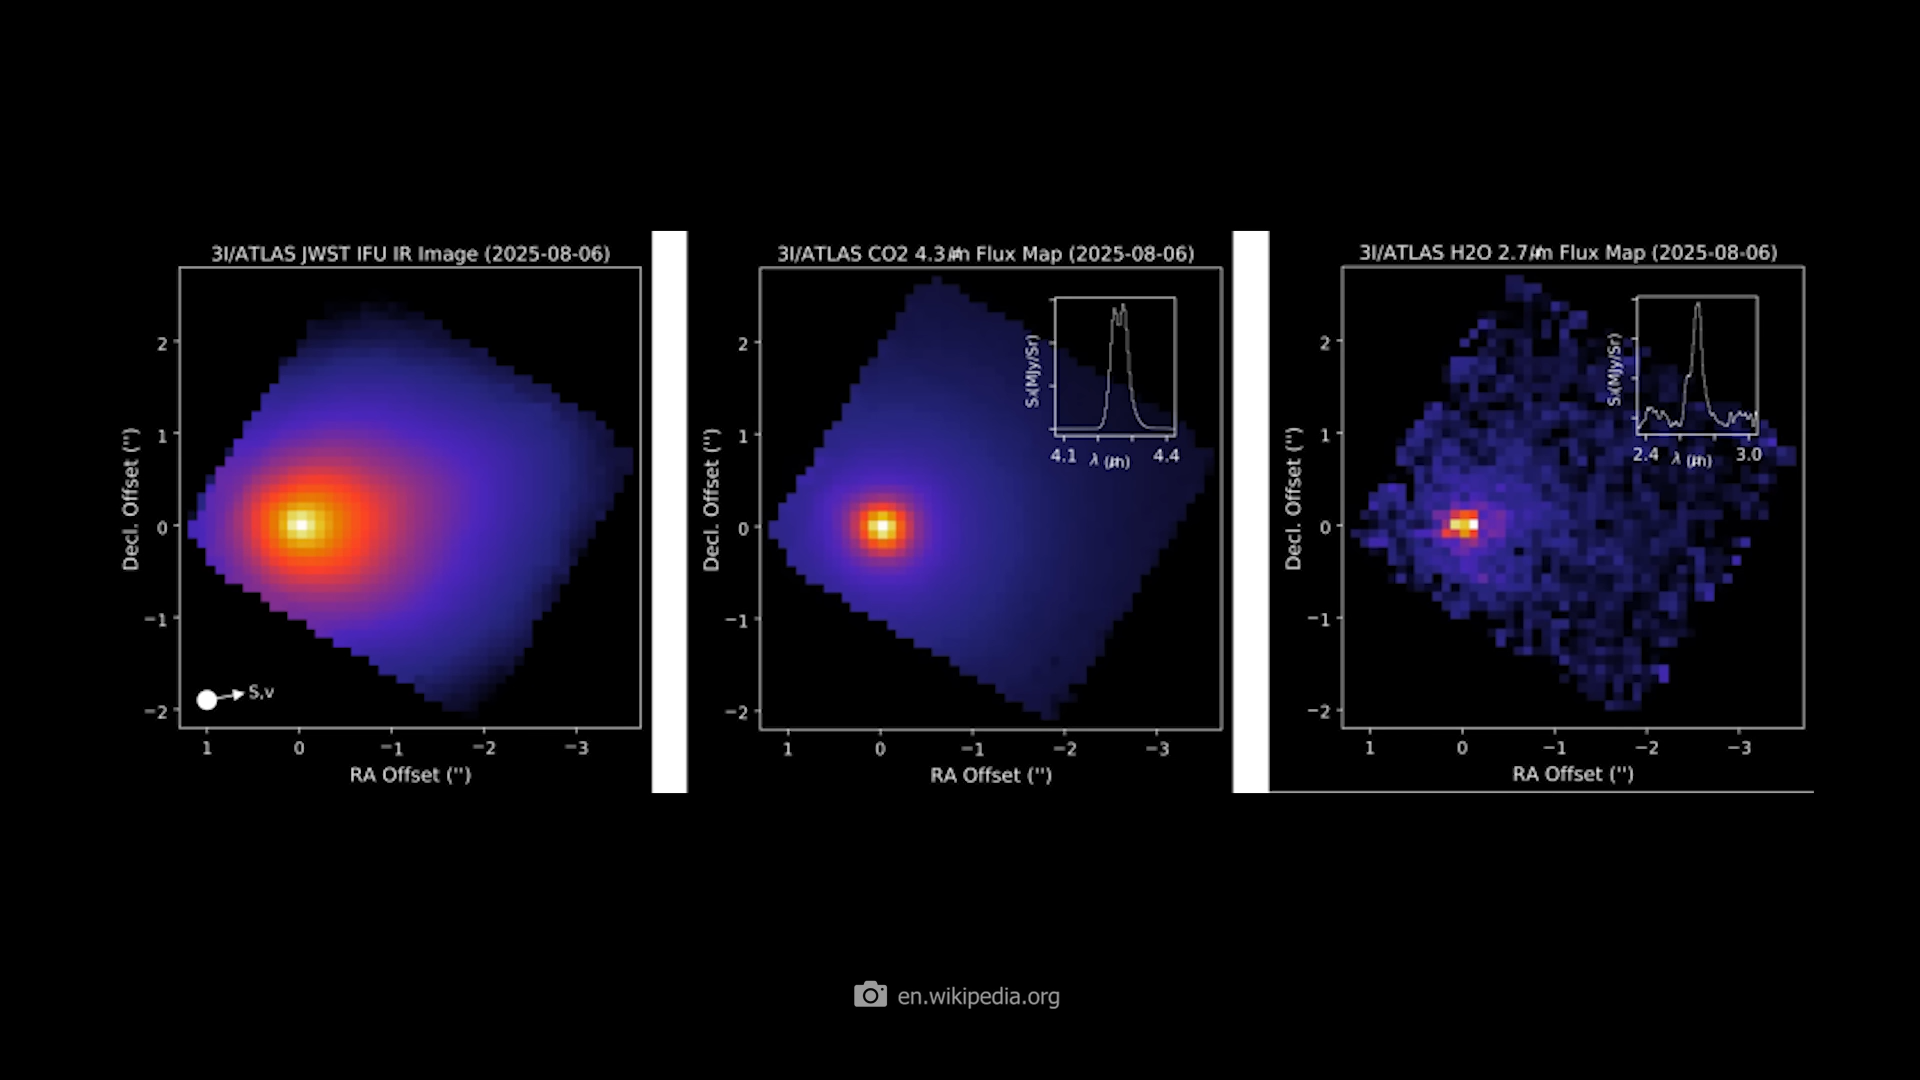 3I/ATLAS JWST IFU IR Image (2025-08-06)
Decl. Offset (")
2
1
0
−1
−2
S,v
1
0
−1
−2
−3
RA Offset (")
3I/ATLAS CO2 4.3μm Flux Map (2025-08-06)
Decl. Offset (")
2
1
0
−1
−2
Sλ(MJy/Sr)
4.1
λ (μm)
4.4
1
0
−1
−2
−3
RA Offset (")
3I/ATLAS H2O 2.7μm Flux Map (2025-08-06)
Decl. Offset (")
2
1
0
−1
−2
Sλ(MJy/Sr)
2.4
λ (μm)
3.0
1
0
−1
−2
−3
RA Offset (")
en.wikipedia.org